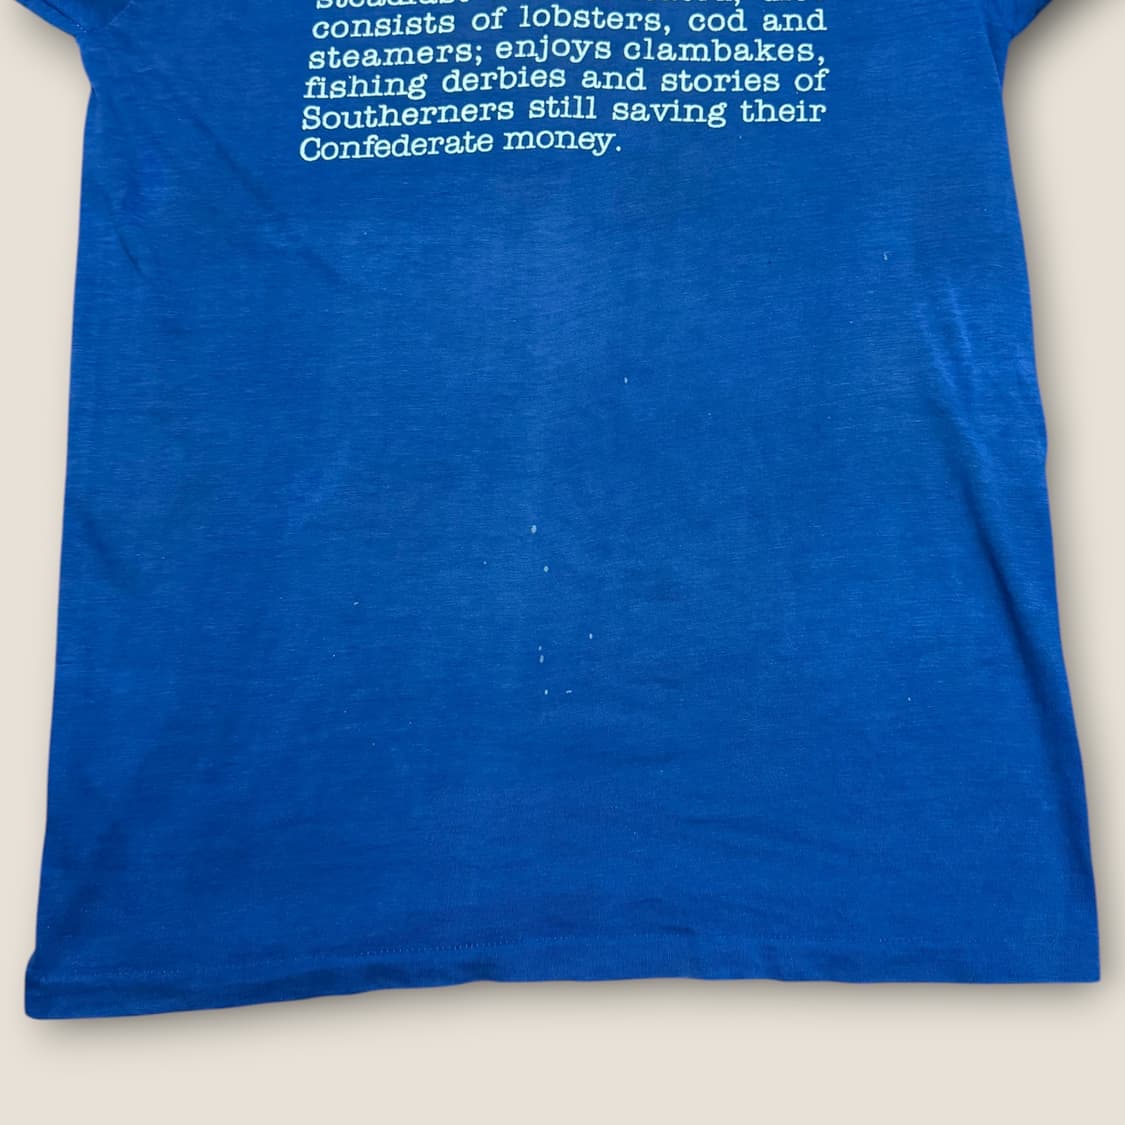 consists of lobsters, cod and
steamers; enjoys clambakes,
fishing derbies and stories of
Southerners still saving their
Confederate money.